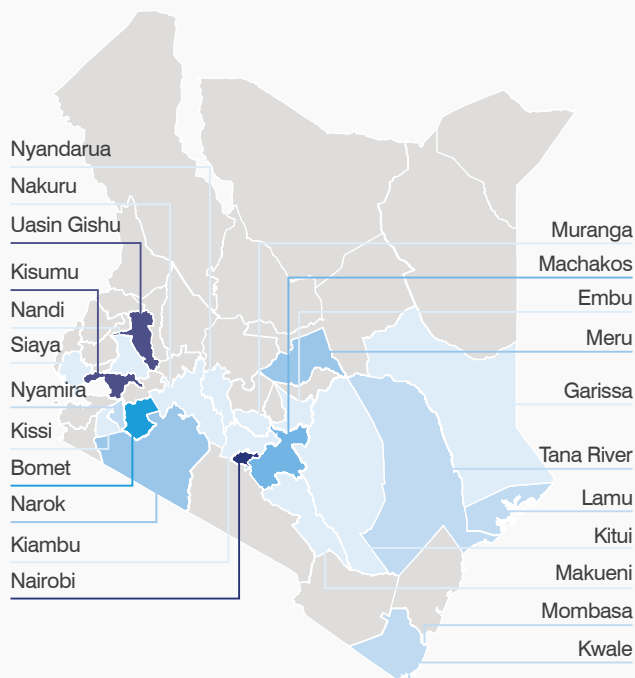 Nyandarua
Nakuru
Uasin Gishu
Kisumu
Nandi
Siaya
Nyamira
Kissi
Bomet
Narok
Kiambu
Nairobi
Muranga
Machakos
Embu
Meru
Garissa
Tana River
Lamu
Kitui
Makueni
Mombasa
Kwale